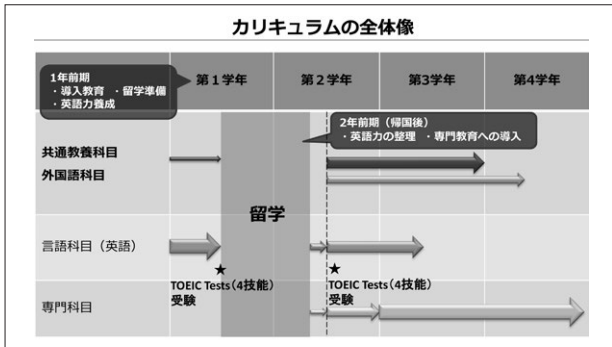 カリキュラムの全体像
1年前期
・導入教育 ・留学準備
・英語力養成
第1学年
第2学年
第3学年
第4学年
2年前期（帰国後）
・英語力の整理 ・専門教育への導入
共通教養科目
外国語科目
留学
言語科目（英語）
★
TOEIC Tests（4技能）
受験
★
TOEIC Tests（4技能）
受験
専門科目